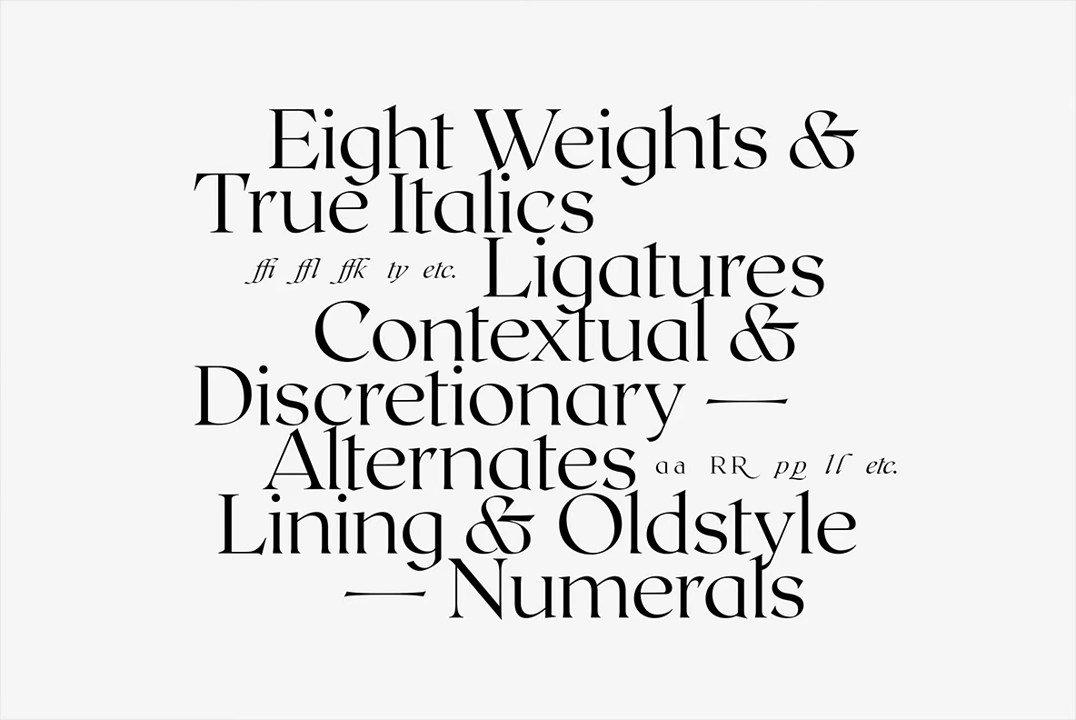 Eight Weights &
True Italics
ffi ffl ffk ty etc. Ligatures
Contextual &
Discretionary —
Alternates aa RR pp ll etc.
Lining & Oldstyle
— Numerals